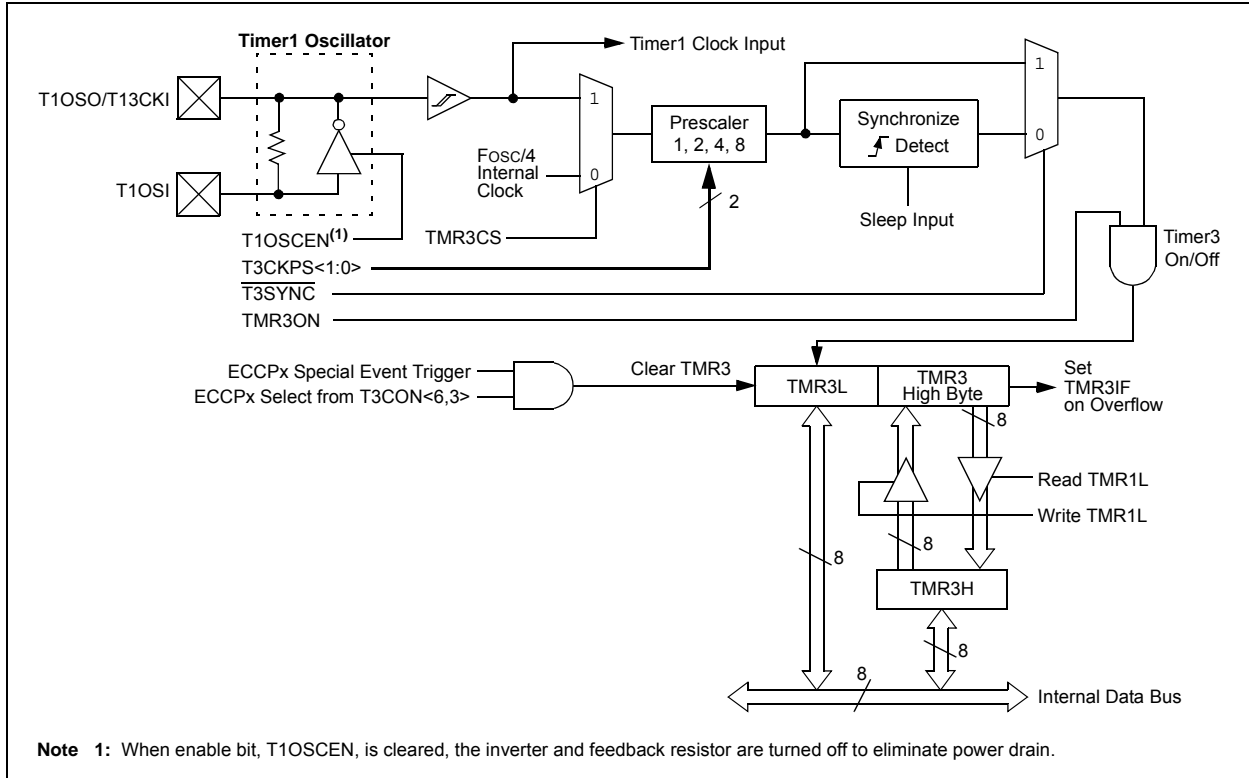 Timer1 Oscillator
Timer1 Clock Input
T1OSO/T13CKI
1
Prescaler
1, 2, 4, 8
Synchronize
Detect
1
0
FOSC/4
Internal
Clock
0
T1OSI
2
Sleep Input
T1OSCEN(1)
TMR3CS
Timer3
On/Off
T3CKPS<1:0>
T3SYNC
TMR3ON
ECCPx Special Event Trigger
ECCPx Select from T3CON<6,3>
Clear TMR3
TMR3L
TMR3
High Byte
Set
TMR3IF
on Overflow
8
Read TMR1L
Write TMR1L
8
8
TMR3H
8
8
Internal Data Bus
Note 1: When enable bit, T1OSCEN, is cleared, the inverter and feedback resistor are turned off to eliminate power drain.